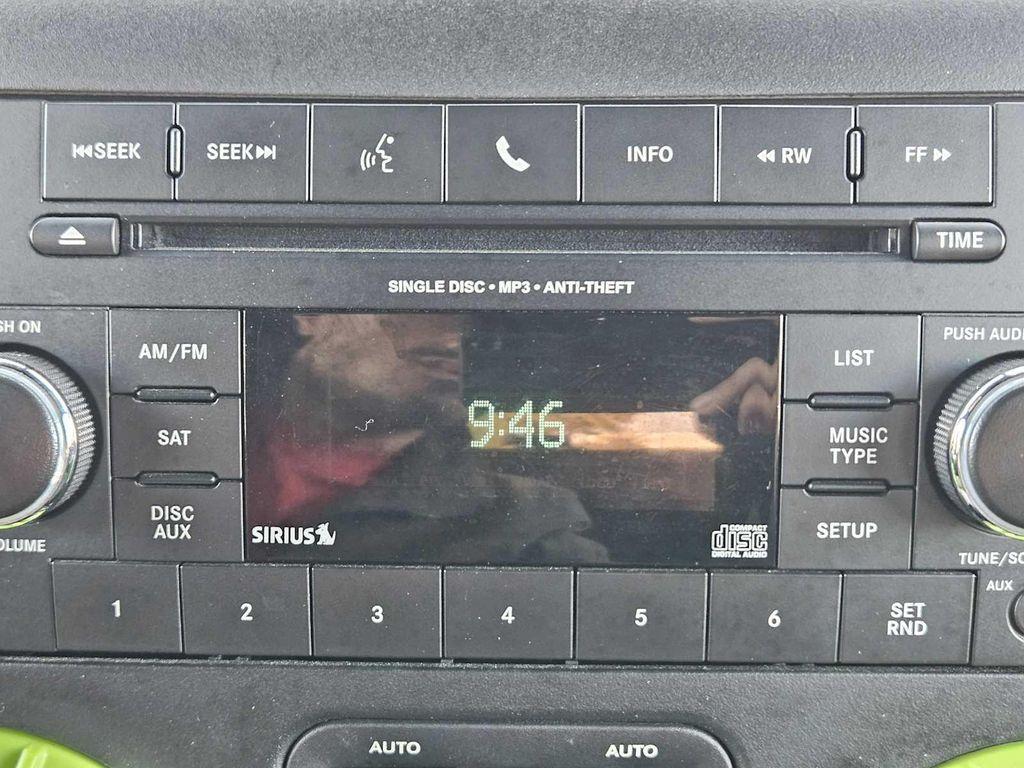 SEEK
SEEK
INFO
RW
FF
TIME
SINGLE DISC • MP3 • ANTI-THEFT
SH ON
PUSH AUDI
AM/FM
LIST
9:46
SAT
MUSIC
TYPE
DISC
AUX
SETUP
SIRIUS
COMPACT
disc
DIGITAL AUDIO
OLUME
TUNE/SC
AUX
1
2
3
4
5
6
SET
RND
AUTO
AUTO